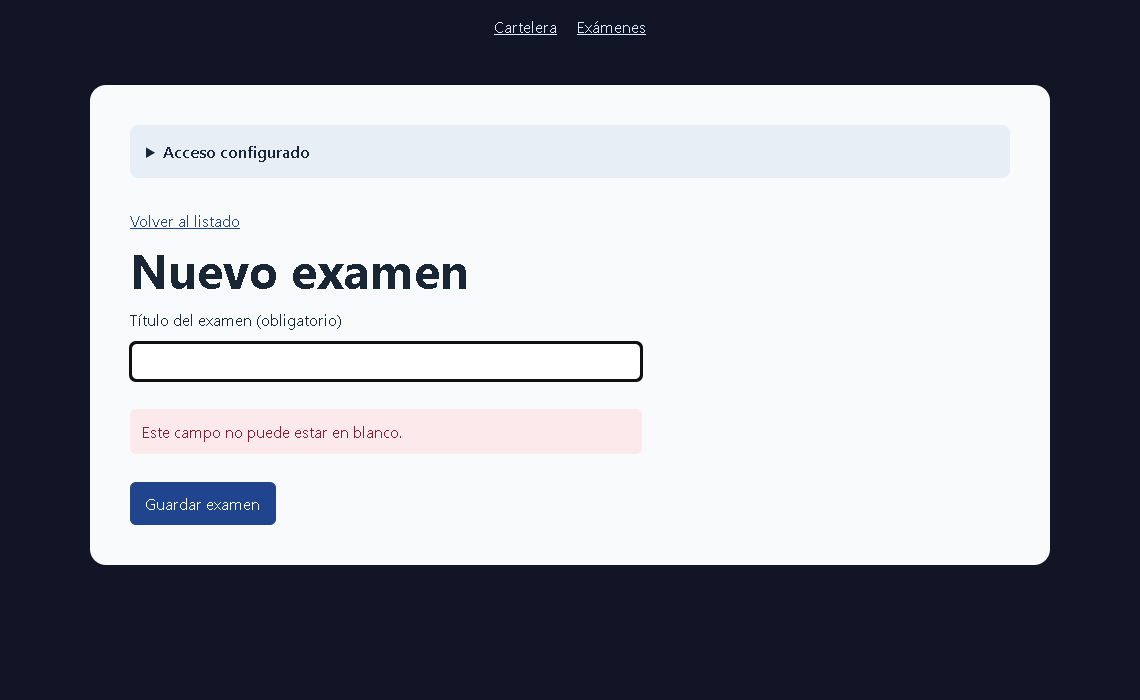 Cartelera Exámenes
Acceso configurado
Volver al listado
Nuevo examen
Título del examen (obligatorio)
Este campo no puede estar en blanco.
Guardar examen